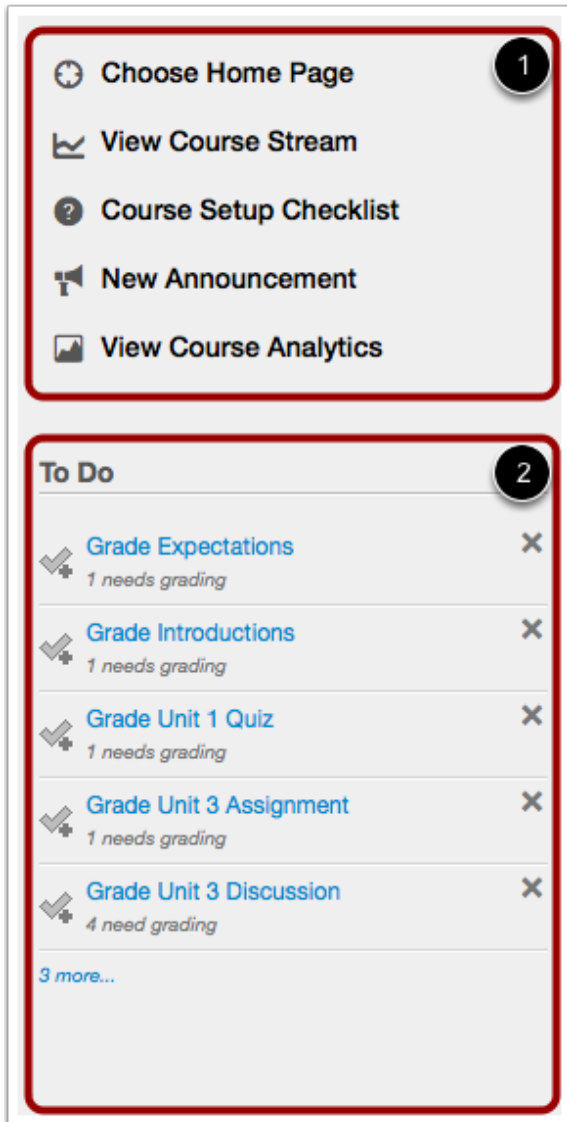 1
Choose Home Page
View Course Stream
Course Setup Checklist
New Announcement
View Course Analytics
2
To Do
Grade Expectations
1 needs grading
Grade Introductions
1 needs grading
Grade Unit 1 Quiz
1 needs grading
Grade Unit 3 Assignment
1 needs grading
Grade Unit 3 Discussion
4 need grading
3 more...